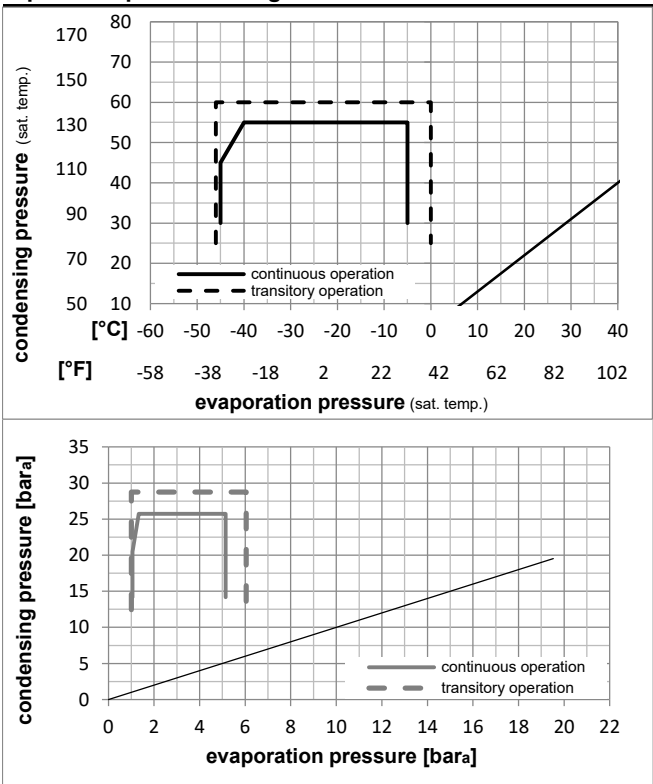 170 80
70
150 60
130 50
110 40
90 30
70 20
50 10
condensing pressure (sat. temp.)
continuous operation
transitory operation
[°C] -60 -50 -40 -30 -20 -10 0 10 20 30 40
[°F] -58 -38 -18 2 22 42 62 82 102
evaporation pressure (sat. temp.)
35
30
25
20
15
10
5
0
condensing pressure [bara]
continuous operation
transitory operation
0 2 4 6 8 10 12 14 16 18 20 22
evaporation pressure [bara]